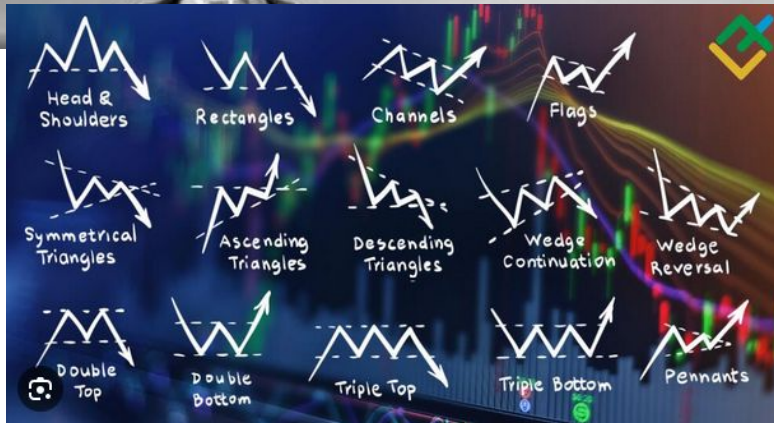 Head &
Shoulders
Rectangles
Channels
Flags
Symmetrical
Triangles
Ascending
Triangles
Descending
Triangles
Wedge
Continuation
Wedge
Reversal
Double
Top
Double
Bottom
Triple Top
Triple Bottom
Pennants